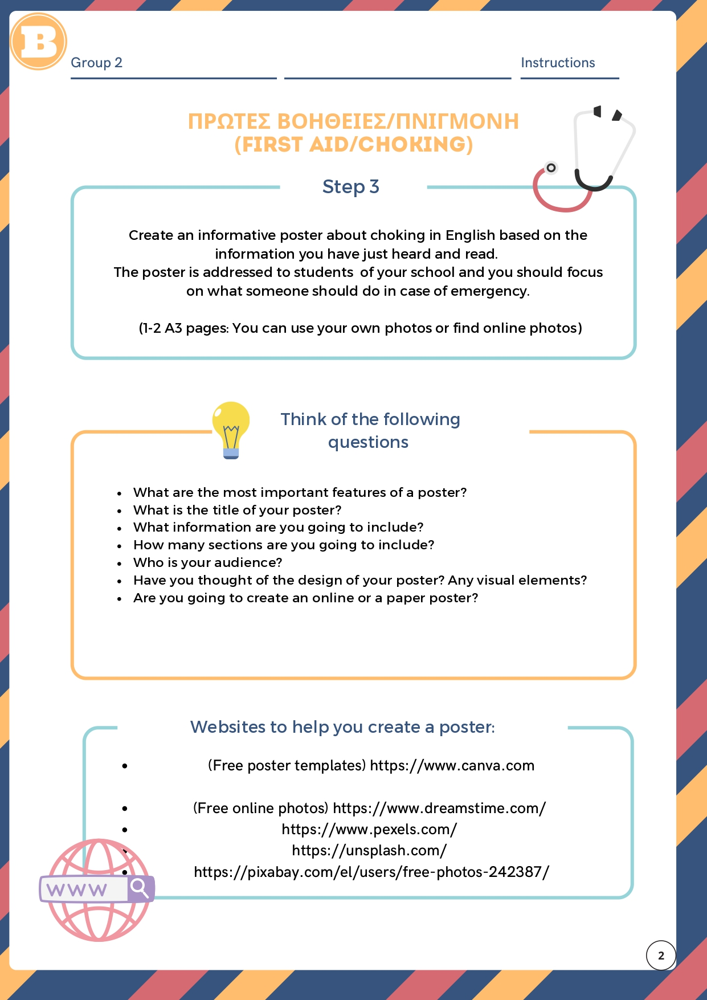 B
Group 2
Instructions
ΠΡΩΤΕΣ ΒΟΗΘΕΙΕΣ/ΠΝΙΓΜΟΝΗ
(FIRST AID/CHOKING)
Step 3
Create an informative poster about choking in English based on the
information you have just heard and read.
The poster is addressed to students of your school and you should focus
on what someone should do in case of emergency.
(1-2 A3 pages: You can use your own photos or find online photos)
Think of the following
questions
• What are the most important features of a poster?
• What is the title of your poster?
• What information are you going to include?
• How many sections are you going to include?
• Who is your audience?
• Have you thought of the design of your poster? Any visual elements?
• Are you going to create an online or a paper poster?
Websites to help you create a poster:
• (Free poster templates) https://www.canva.com
• (Free online photos) https://www.dreamstime.com/
• https://www.pexels.com/
• https://unsplash.com/
• https://pixabay.com/el/users/free-photos-242387/
WWW
2